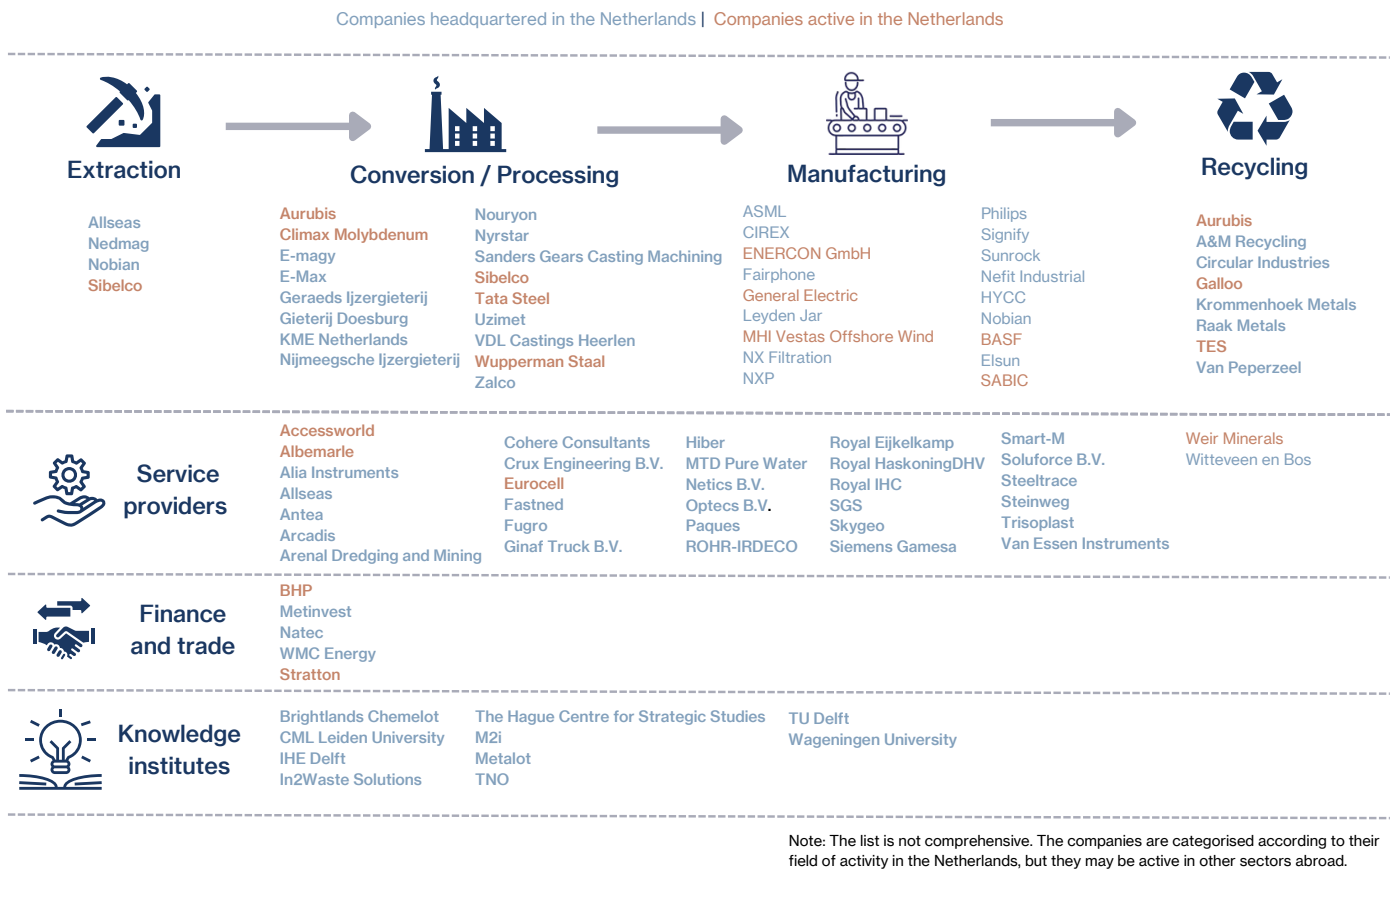 Companies headquartered in the Netherlands | Companies active in the Netherlands
Extraction
Conversion / Processing
Manufacturing
Recycling
Allseas
Nedmag
Nobian
Sibelco
Aurubis
Climax Molybdenum
E-magy
E-Max
Geraeds Ijzergieterij
Gieterij Doesburg
KME Netherlands
Nijmeegsche Ijzergieterij
Nouryon
Nyrstar
Sanders Gears Casting Machining
Sibelco
Tata Steel
Uzimet
VDL Castings Heerlen
Wupperman Staal
Zalco
ASML
CIREX
ENERCON GmbH
Fairphone
General Electric
Leyden Jar
MHI Vestas Offshore Wind
NX Filtration
NXP
Philips
Signify
Sunrock
Nefit Industrial
HYCC
Nobian
BASF
Elsun
SABIC
Aurubis
A&M Recycling
Circular Industries
Galloo
Krommenhoek Metals
Raak Metals
TES
Van Peperzeel
Service
providers
Accessworld
Albemarle
Alia Instruments
Allseas
Antea
Arcadis
Arenal Dredging and Mining
Cohere Consultants
Crux Engineering B.V.
Eurocell
Fastned
Fugro
Ginaf Truck B.V.
Hiber
MTD Pure Water
Netics B.V.
Optecs B.V.
Paques
ROHR-IRDECO
Royal Eijkelkamp
Royal HaskoningDHV
Royal IHC
SGS
Skygeo
Siemens Gamesa
Smart-M
Soluforce B.V.
Steeltrace
Steinweg
Trisoplast
Van Essen Instruments
Weir Minerals
Witteveen en Bos
Finance
and trade
BHP
Metinvest
Natec
WMC Energy
Stratton
Knowledge
institutes
Brightlands Chemelot
CML Leiden University
IHE Delft
In2Waste Solutions
The Hague Centre for Strategic Studies
M2i
Metalot
TNO
TU Delft
Wageningen University
Note: The list is not comprehensive. The companies are categorised according to their
field of activity in the Netherlands, but they may be active in other sectors abroad.